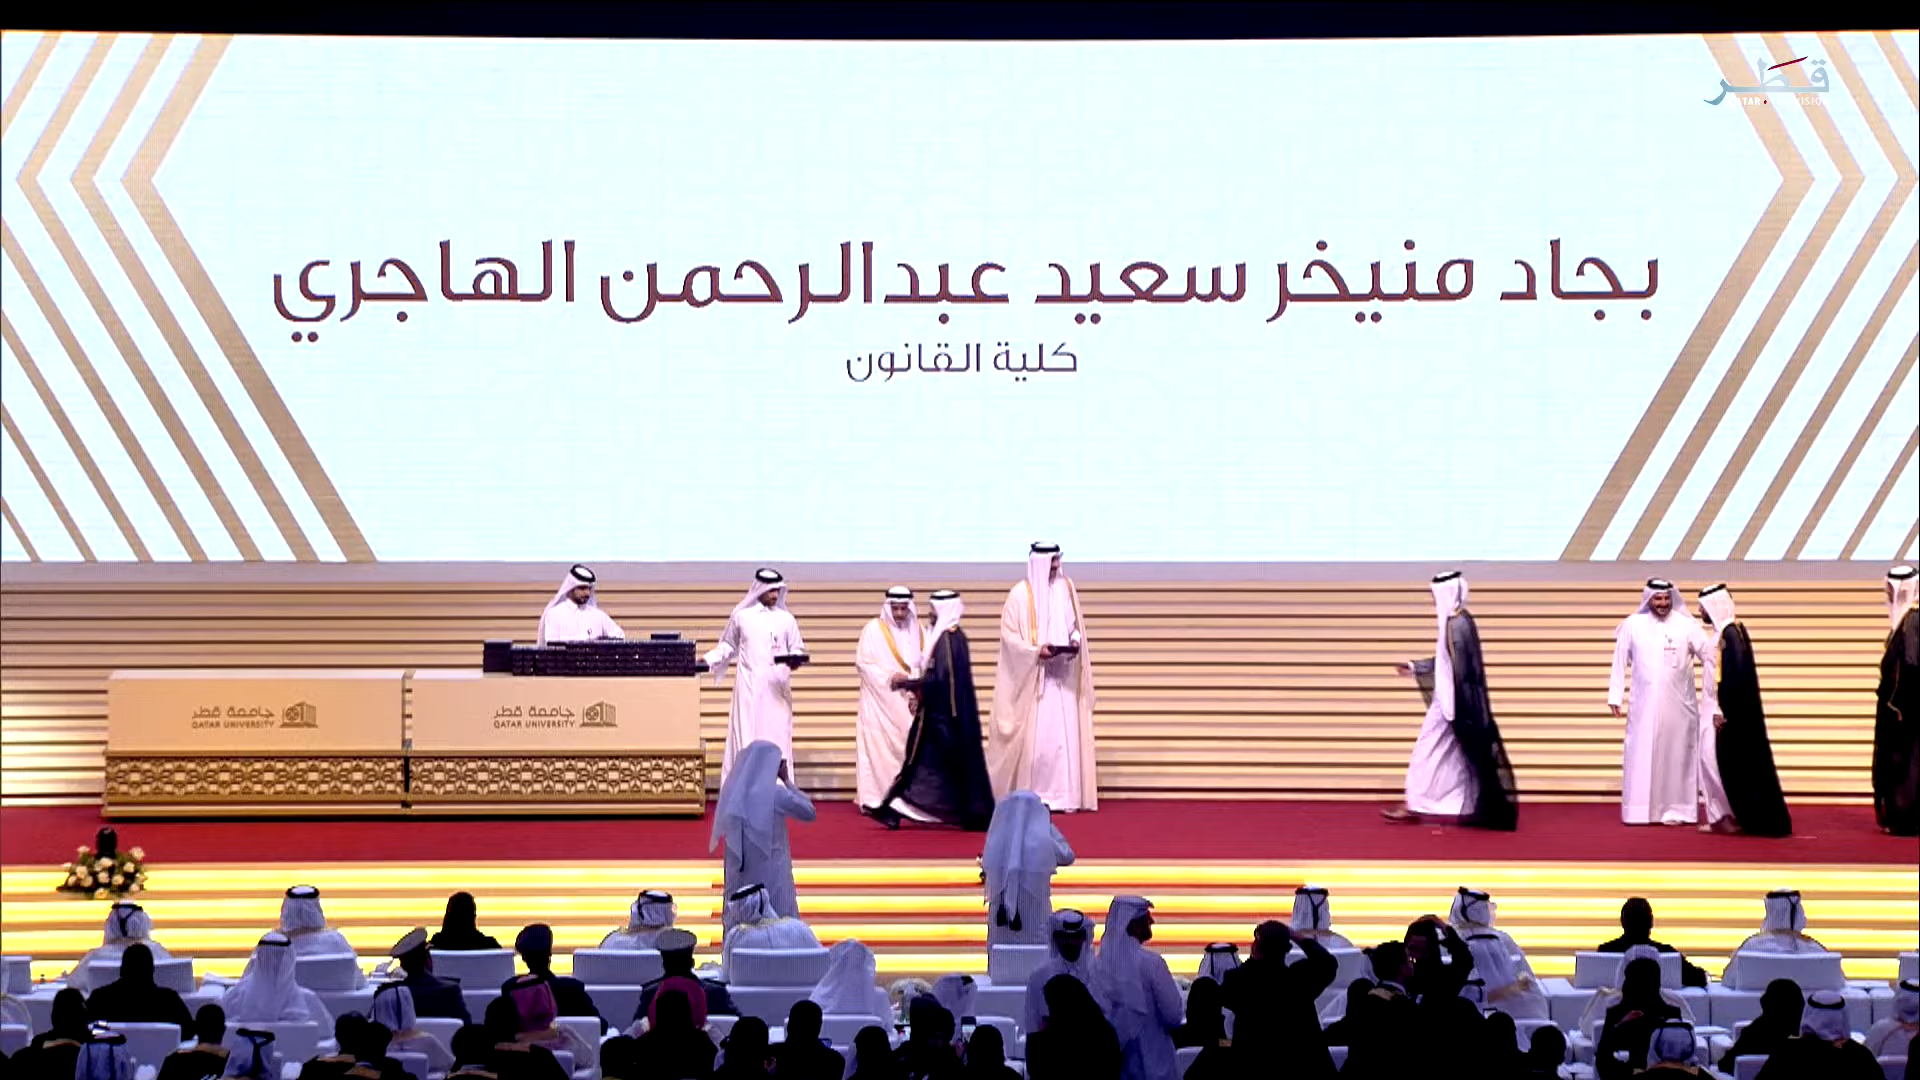 قطر
بجاد منيخر سعيد عبدالرحمن الهاجري
كلية القانون
جامعة قطر
QATAR UNIVERSITY
جامعة قطر
QATAR UNIVERSITY